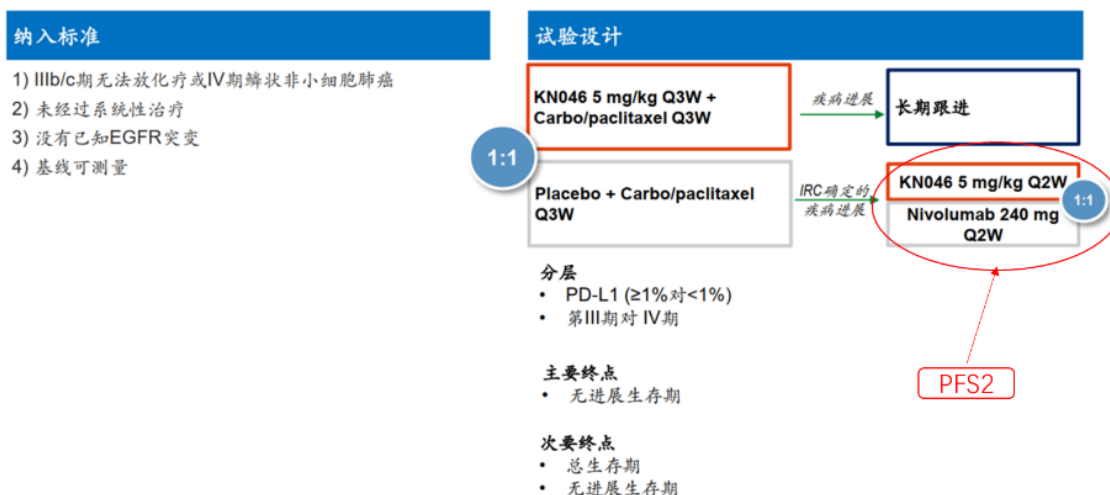 纳入标准
1) IIIb/c期无法放化疗或IV期鳞状非小细胞肺癌
2) 未经过系统性治疗
3) 没有已知EGFR突变
4) 基线可测量
试验设计
1:1
KN046 5 mg/kg Q3W +
Carbo/paclitaxel Q3W
疾病进展
长期跟进
Placebo + Carbo/paclitaxel
Q3W
IRC确定的
疾病进展
KN046 5 mg/kg Q2W
1:1
Nivolumab 240 mg
Q2W
分层
• PD-L1 (≥1%对<1%)
• 第III期对 IV期
PFS2
主要终点
• 无进展生存期
次要终点
• 总生存期
• 无进展生存期